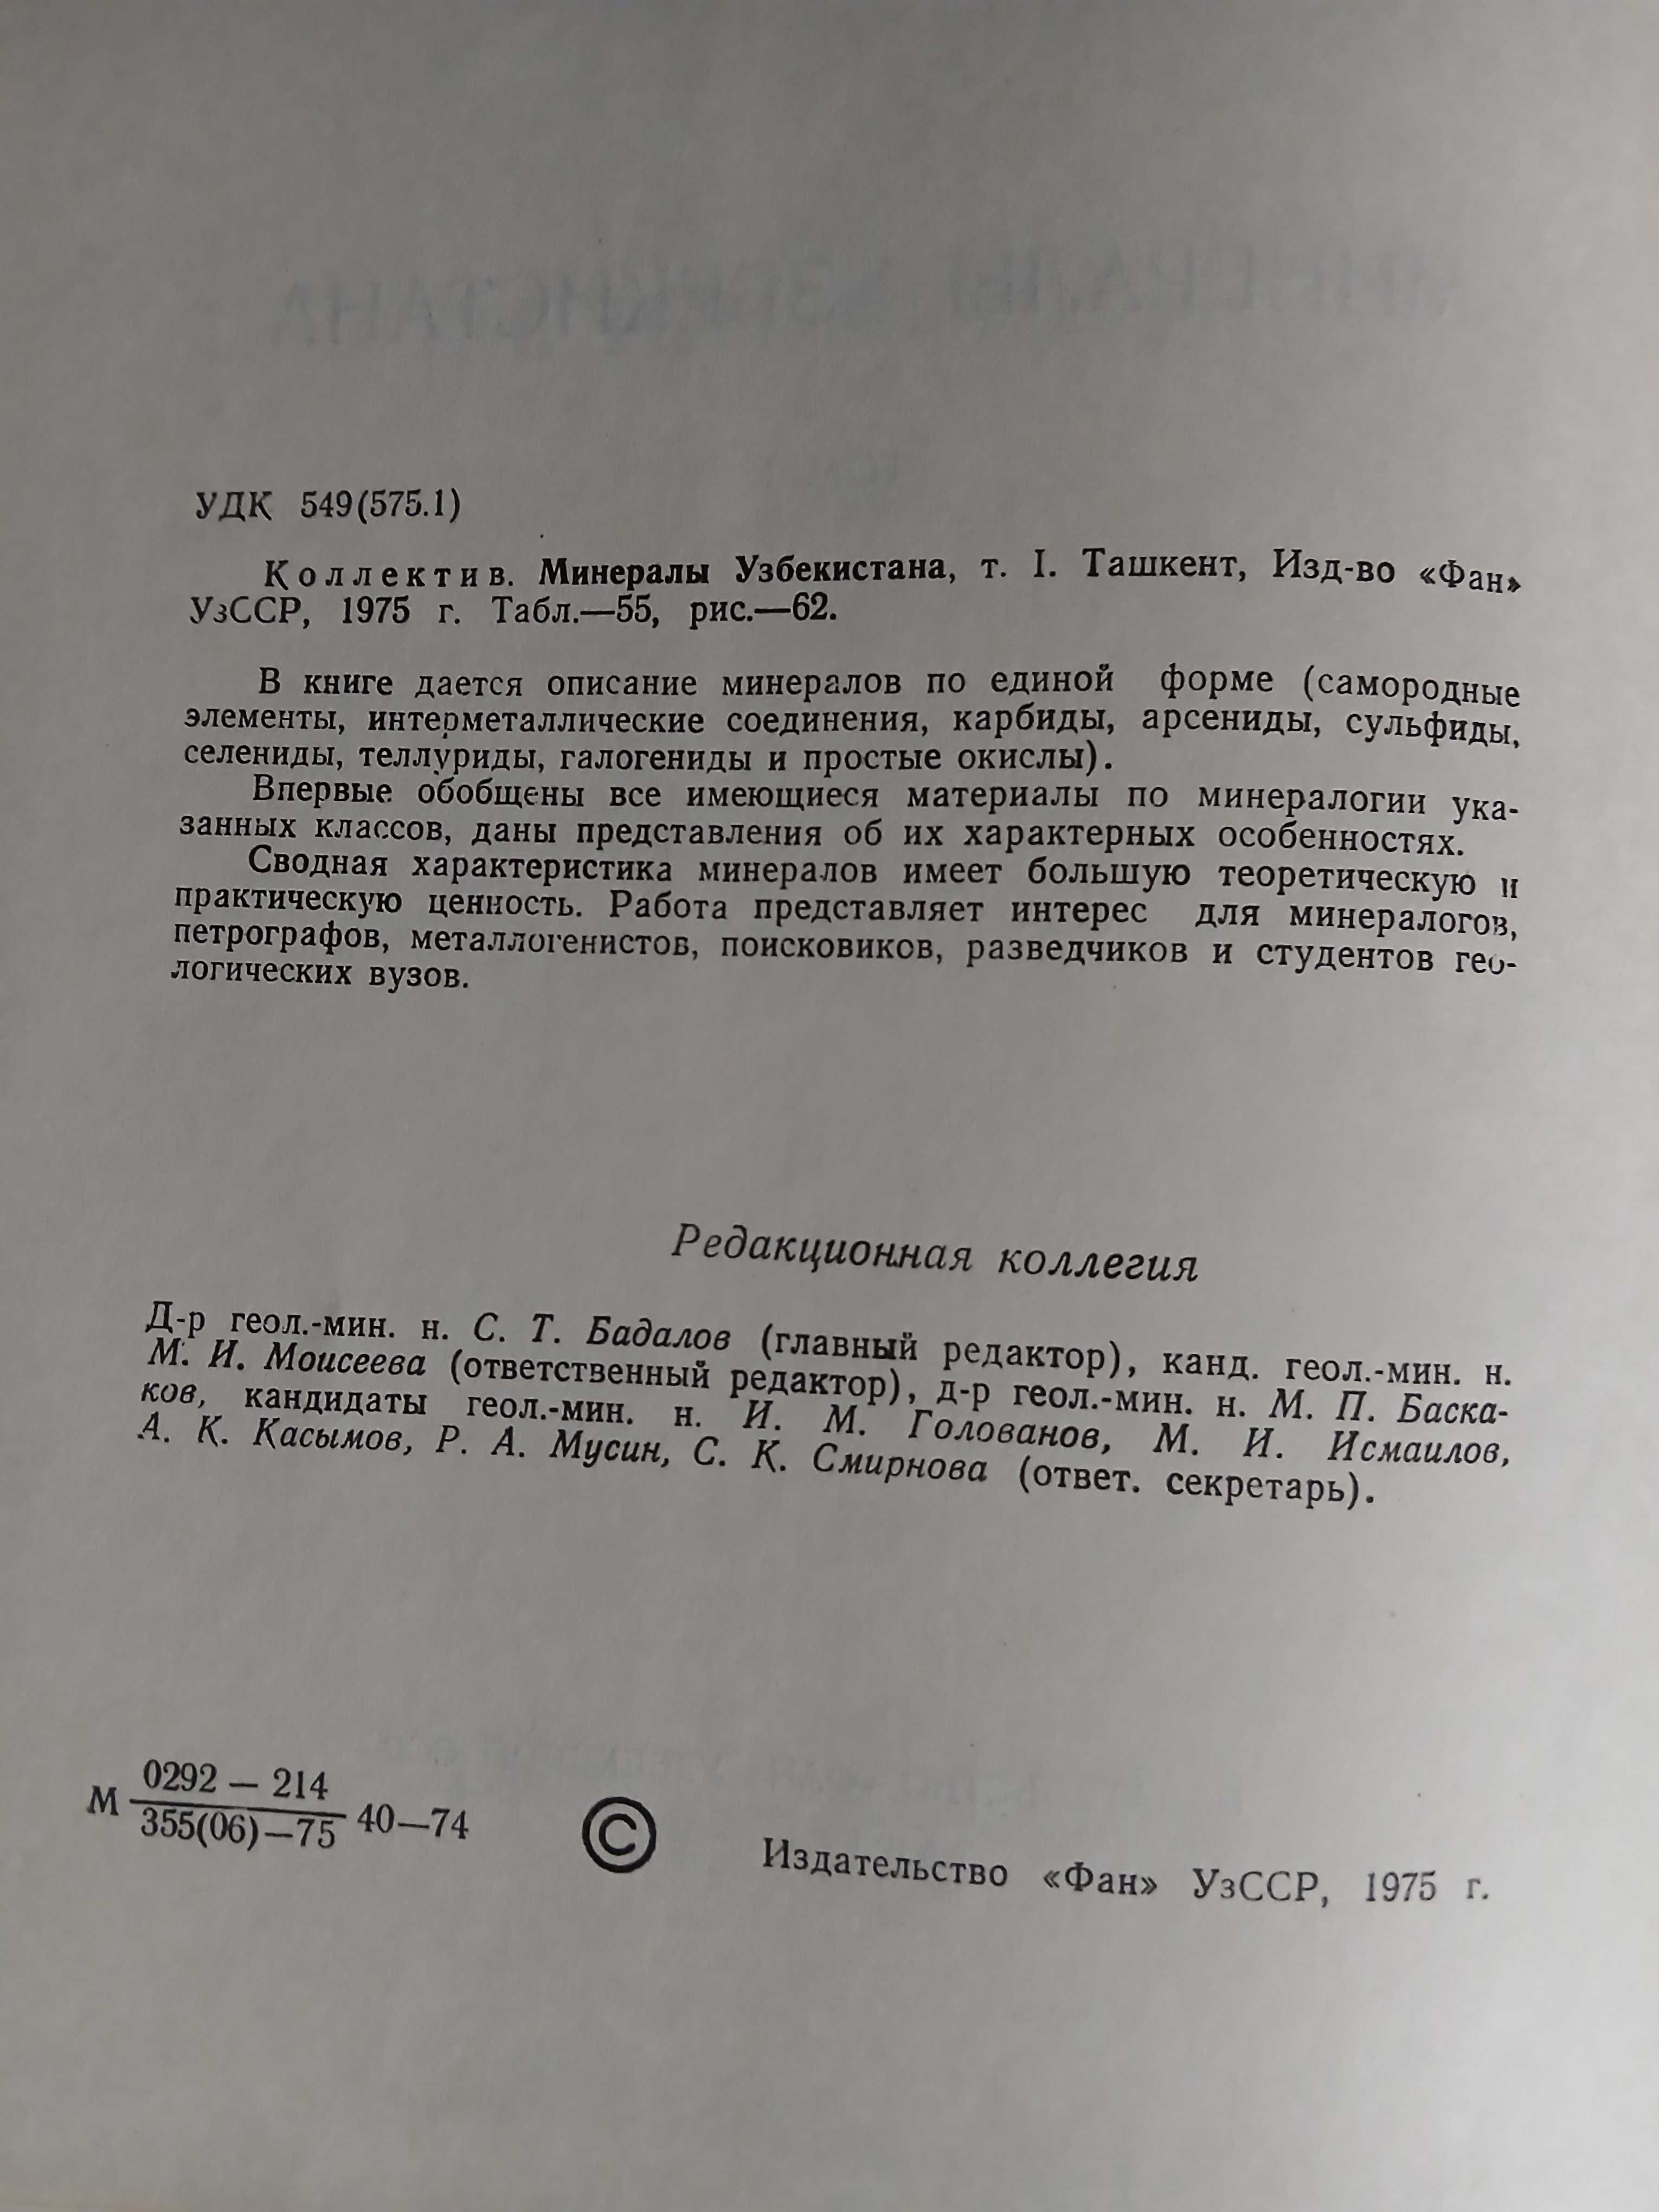 УДК 549(575.1)
Коллектив. Минералы Узбекистана, т. I. Ташкент, Изд-во «Фан»
УзССР, 1975 г. Табл.—55, рис.—62.
В книге дается описание минералов по единой форме (самородные
элементы, интерметаллические соединения, карбиды, арсениды, сульфиды,
селениды, теллуриды, галогениды и простые окислы).
Впервые обобщены все имеющиеся материалы по минералогии ука-
занных классов, даны представления об их характерных особенностях.
Сводная характеристика минералов имеет большую теоретическую и
практическую ценность. Работа представляет интерес для минералогов,
петрографов, металлогенистов, поисковиков, разведчиков и студентов гео-
логических вузов.
Редакционная коллегия
Д-р геол.-мин. н. С. Т. Бадалов (главный редактор), канд. геол.-мин. н.
М. И. Моисеева (ответственный редактор), д-р геол.-мин. н. М. П. Баска-
ков, кандидаты геол.-мин. н. И. М. Голованов, М. И. Исмаилов,
А. К. Касымов, Р. А. Мусин, С. К. Смирнова (ответ. секретарь).
0292 — 214
М 355(06)—75 40—74
© Издательство «Фан» УзССР, 1975 г.